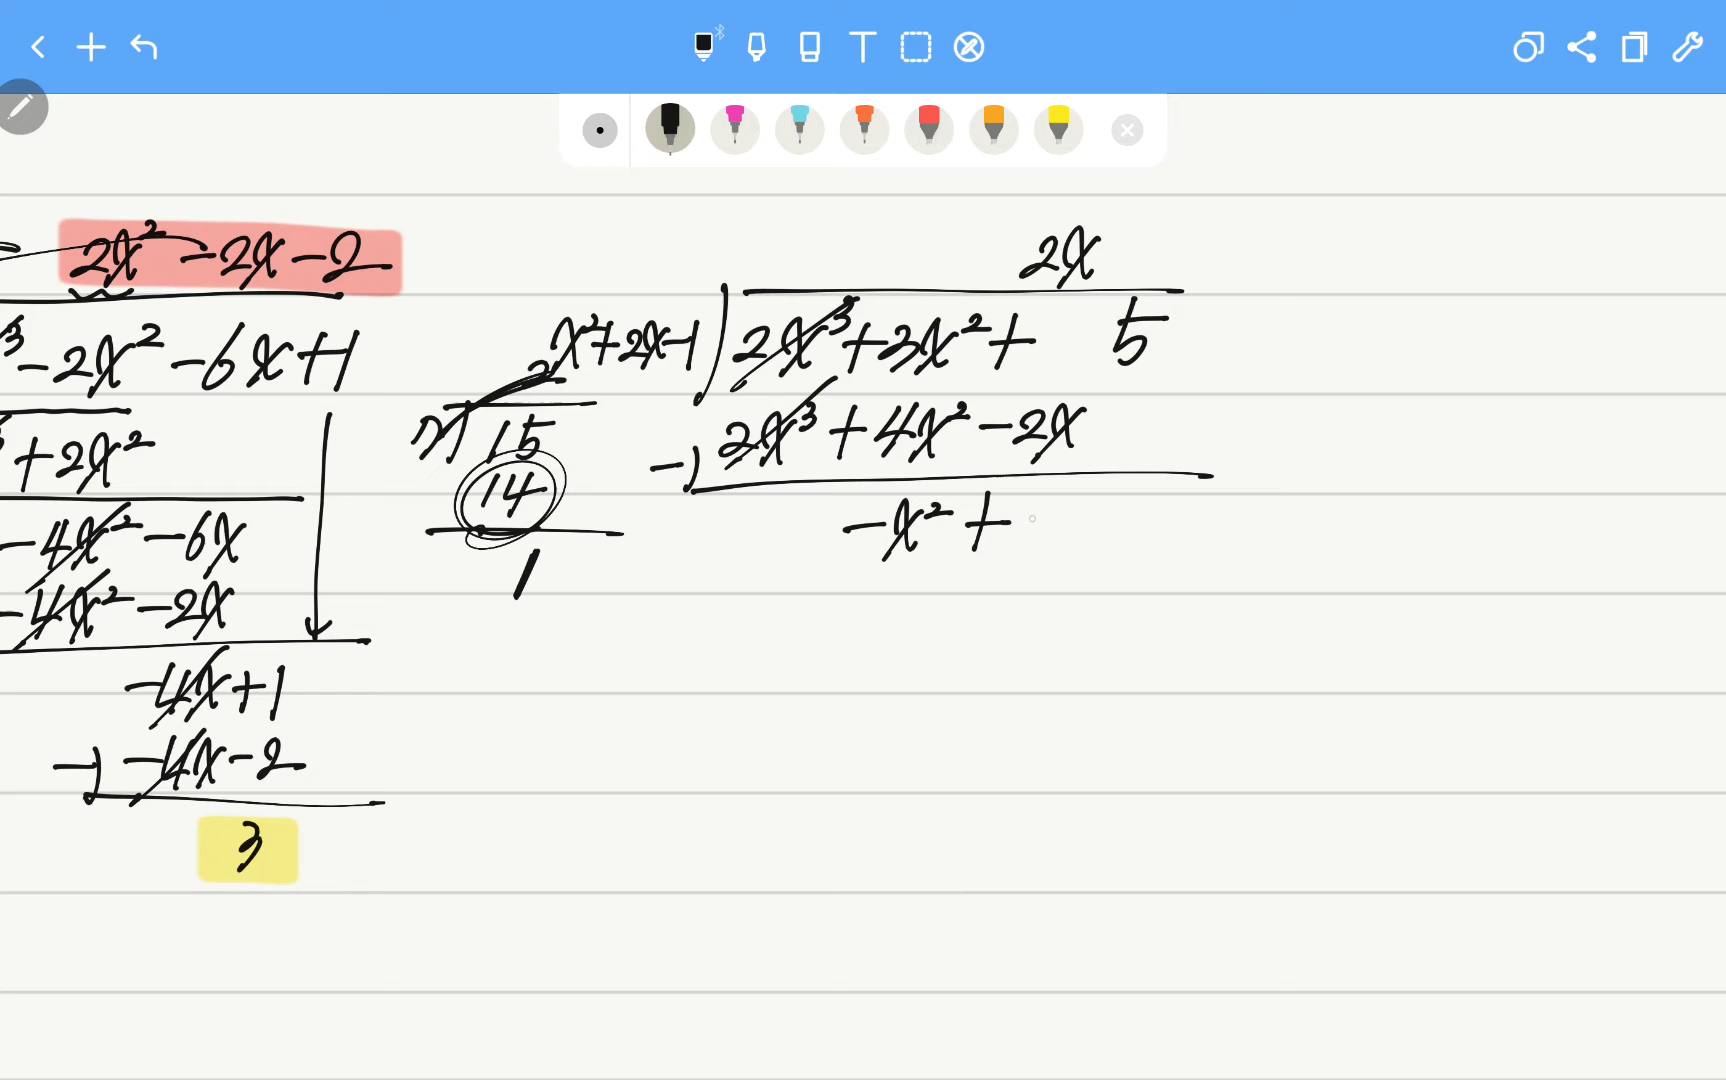 2x² -2x -2
³ -2x² -6x +1
+2x²
-4x² -6x
-4x² -2x
-4x+1
-) -4x-2
3
2
7) 15
14
1
2x
x²+2x-1) 2x³+3x²+ 5
-) 2x³+4x²-2x
-x²+